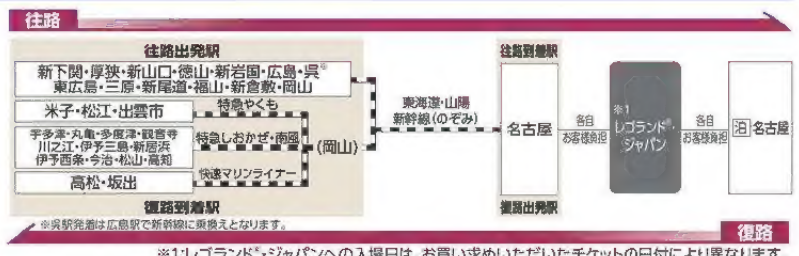 往路
往路出発駅
新下関・厚狭・新山口・徳山・新岩国・広島・呉※
東広島・三原・新尾道・福山・新倉敷・岡山
米子・松江・出雲市
特急やくも
宇多津・丸亀・多度津・観音寺
川之江・伊予三島・新居浜
伊予西条・今治・松山・高知
特急しおかぜ・南風
高松・坂出
快速マリンライナー
(岡山)
復路到着駅
※呉駅発着は広島駅で新幹線に乗換えとなります。
東海道・山陽
新幹線(のぞみ)
往路到着駅
名古屋
復路出発駅
各自
お客様負担
※1
レゴランド®・
ジャパン
各自
お客様負担
泊 名古屋
復路
※1:レゴランド®・ジャパンへの入場日は、お買い求めいただいたチケットの日付により異なります。